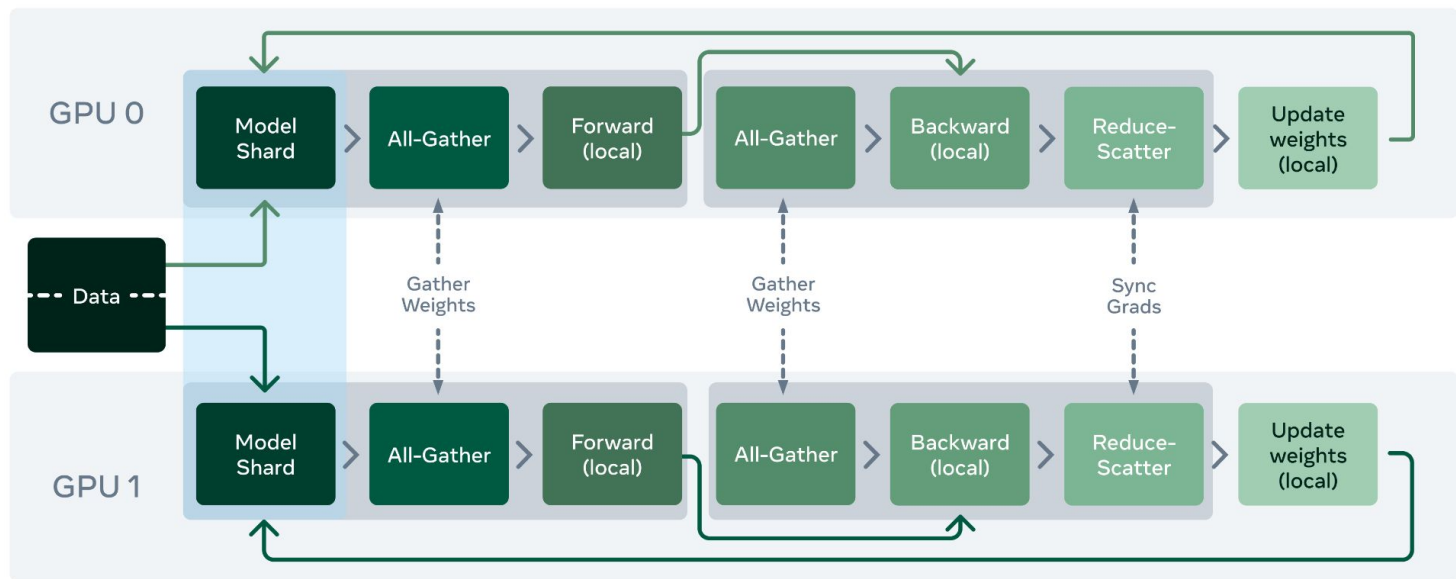 GPU 0
Model
Shard
All-Gather
Forward
(local)
All-Gather
Backward
(local)
Reduce-
Scatter
Update
weights
(local)
Data
Gather
Weights
Gather
Weights
Sync
Grads
GPU 1
Model
Shard
All-Gather
Forward
(local)
All-Gather
Backward
(local)
Reduce-
Scatter
Update
weights
(local)